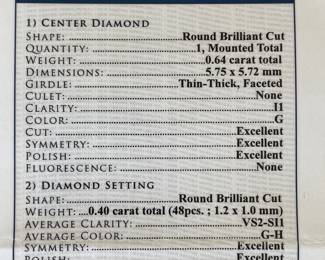 1) CENTER DIAMOND
SHAPE: Round Brilliant Cut
QUANTITY: 1, Mounted Total
WEIGHT: 0.64 carat total
DIMENSIONS: 5.75 x 5.72 mm
GIRDLE: Thin-Thick, Faceted
CULET: None
CLARITY: I1
COLOR: G
CUT: Excellent
SYMMETRY: Excellent
POLISH: Excellent
FLUORESCENCE: None
2) DIAMOND SETTING
SHAPE: Round Brilliant Cut
WEIGHT: 0.40 carat total (48pcs. ; 1.2 x 1.0 mm)
AVERAGE CLARITY: VS2-SI1
AVERAGE COLOR: G-H
SYMMETRY: Excellent
POLISH: Excellent